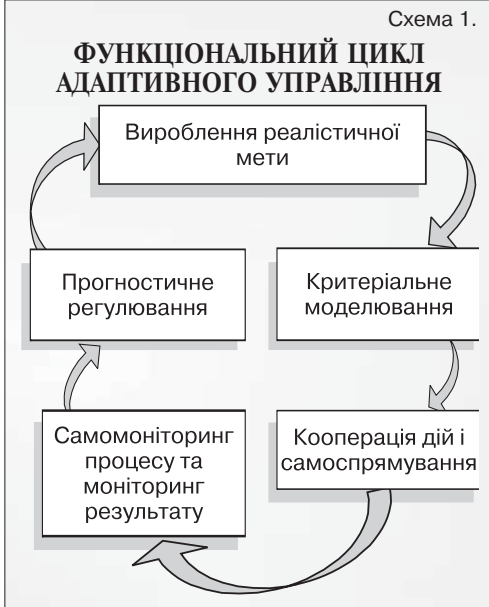 Схема 1.
ФУНКЦІОНАЛЬНИЙ ЦИКЛ
АДАПТИВНОГО УПРАВЛІННЯ
Вироблення реалістичної
мети
Критеріальне
моделювання
Кооперація дій і
самоспрямування
Самомоніторинг
процесу та
моніторинг
результату
Прогностичне
регулювання